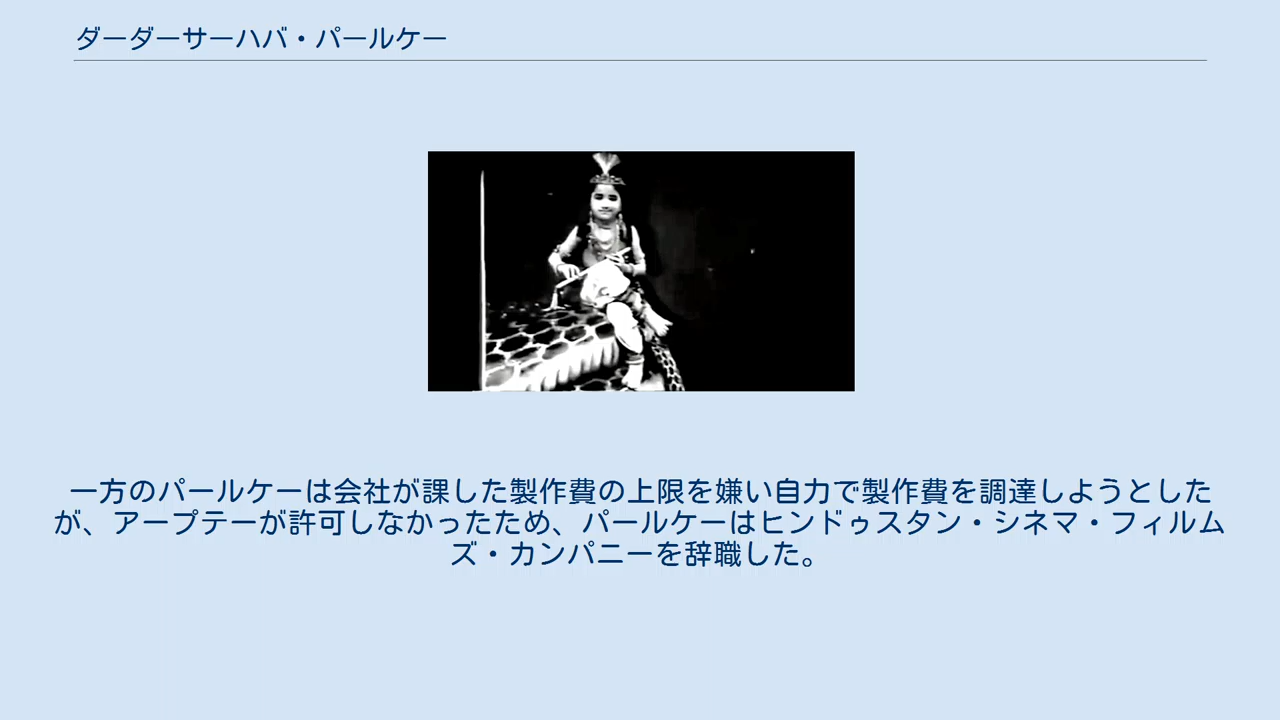 ダーダーサーハバ・パールケー
一方のパールケーは会社が課した製作費の上限を嫌い自力で製作費を調達しようとした
が、アープテーが許可しなかったため、パールケーはヒンドゥスタン・シネマ・フィルム
ズ・カンパニーを辞職した。